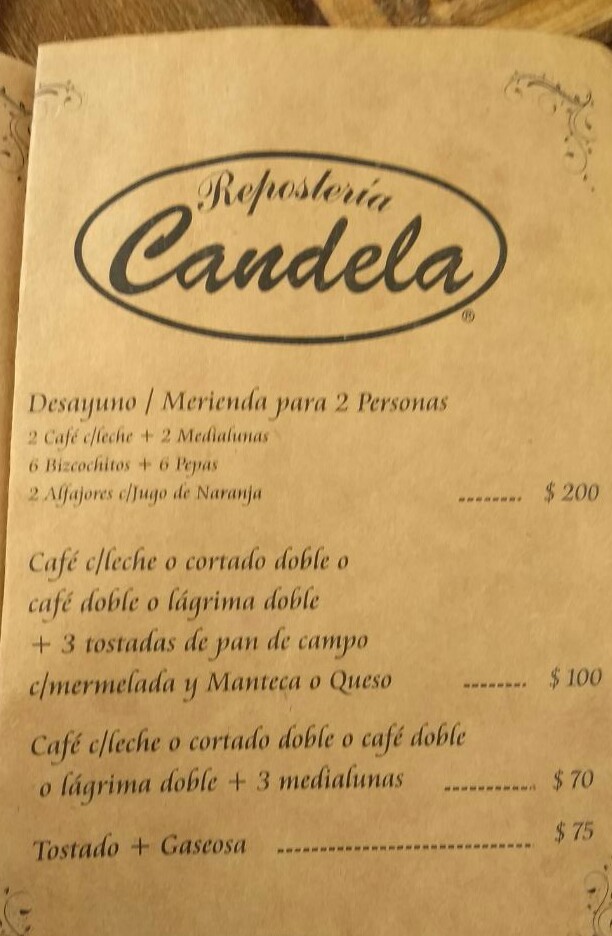 Repostería
Candela
®
Desayuno / Merienda para 2 Personas
2 Café c/leche + 2 Medialunas
6 Bizcochitos + 6 Pepas
2 Alfajores c/Jugo de Naranja -------- $ 200
Café c/leche o cortado doble o
café doble o lágrima doble
+ 3 tostadas de pan de campo
c/mermelada y Manteca o Queso -------- $ 100
Café c/leche o cortado doble o café doble
o lágrima doble + 3 medialunas ----------- $ 70
Tostado + Gaseosa -------------------------------- $ 75